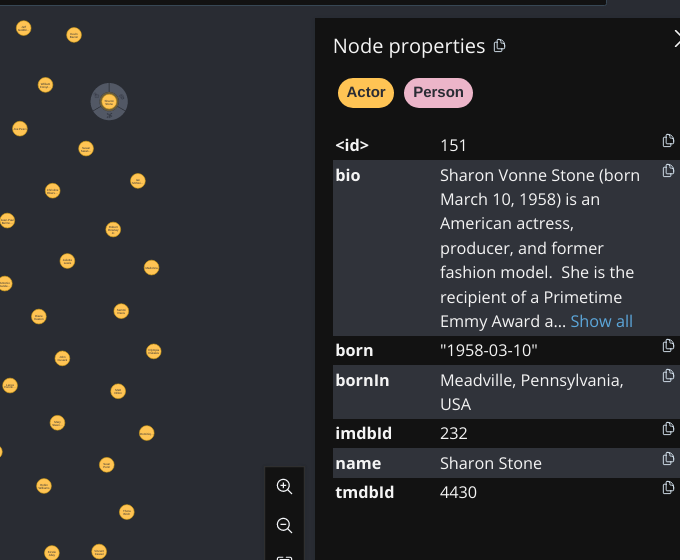 Node properties
Actor Person
<id> 151
bio Sharon Vonne Stone (born
March 10, 1958) is an
American actress,
producer, and former
fashion model.  She is the
recipient of a Primetime
Emmy Award a... Show all
born "1958-03-10"
bornIn Meadville, Pennsylvania,
USA
imdbId 232
name Sharon Stone
tmdbId 4430